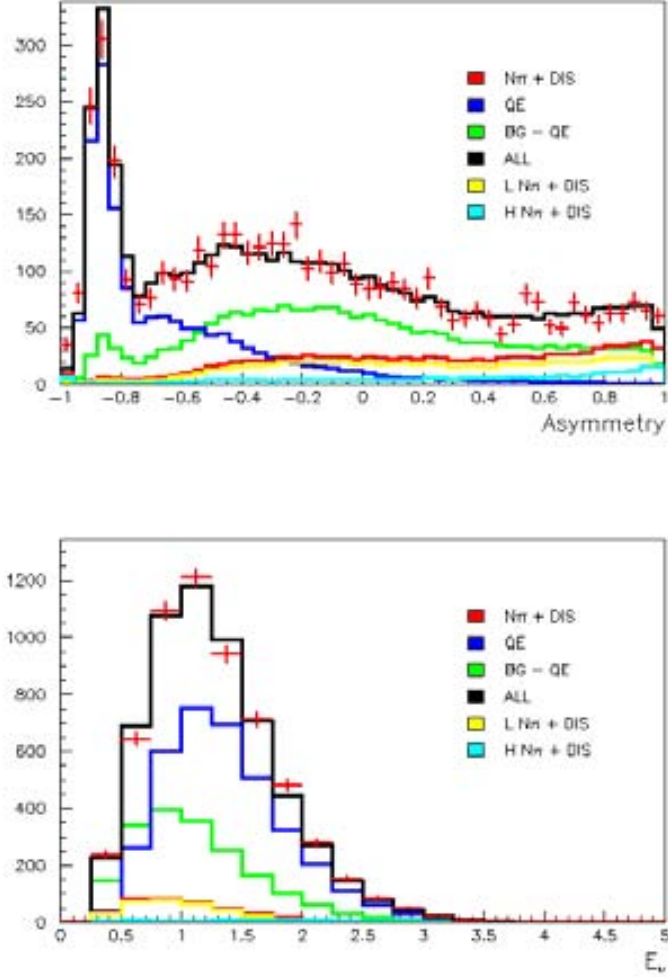 300
250
200
150
100
50
0
Nπ + DIS
QE
BG − QE
ALL
L Nπ + DIS
H Nπ + DIS
−1 −0.8 −0.6 −0.4 −0.2 0 0.2 0.4 0.6 0.8 1
Asymmetry
1200
1000
800
600
400
200
0
Nπ + DIS
QE
BG − QE
ALL
L Nπ + DIS
H Nπ + DIS
0 0.5 1 1.5 2 2.5 3 3.5 4 4.5 5
Eᵥ